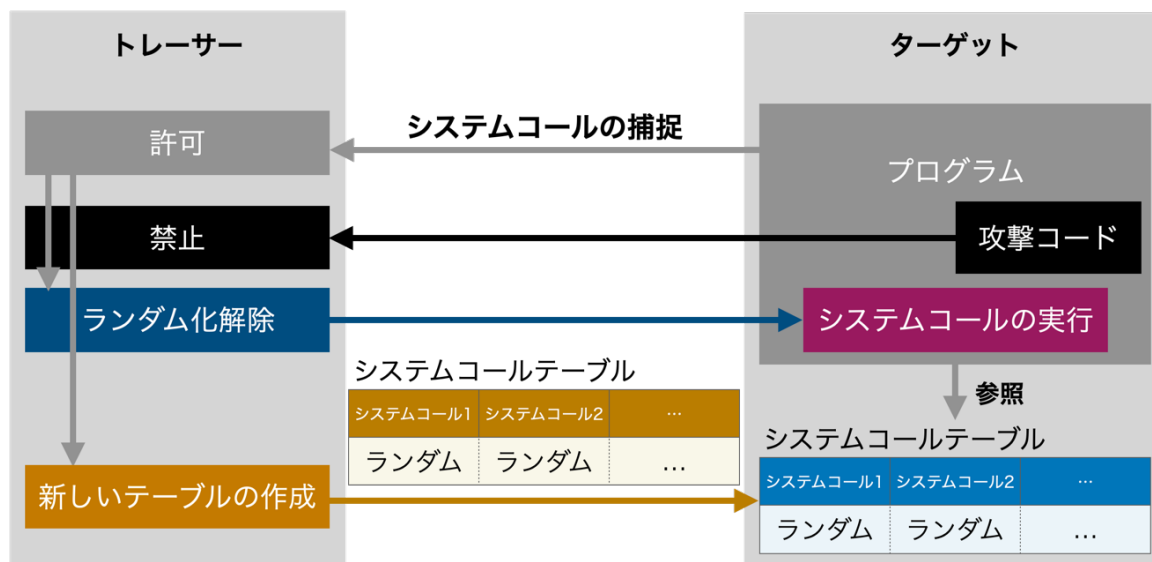 トレーサー
ターゲット
許可
システムコールの捕捉
プログラム
禁止
攻撃コード
ランダム化解除
システムコールの実行
システムコールテーブル
システムコール1 システムコール2 …
ランダム ランダム …
参照
システムコールテーブル
新しいテーブルの作成
システムコール1 システムコール2 …
ランダム ランダム …